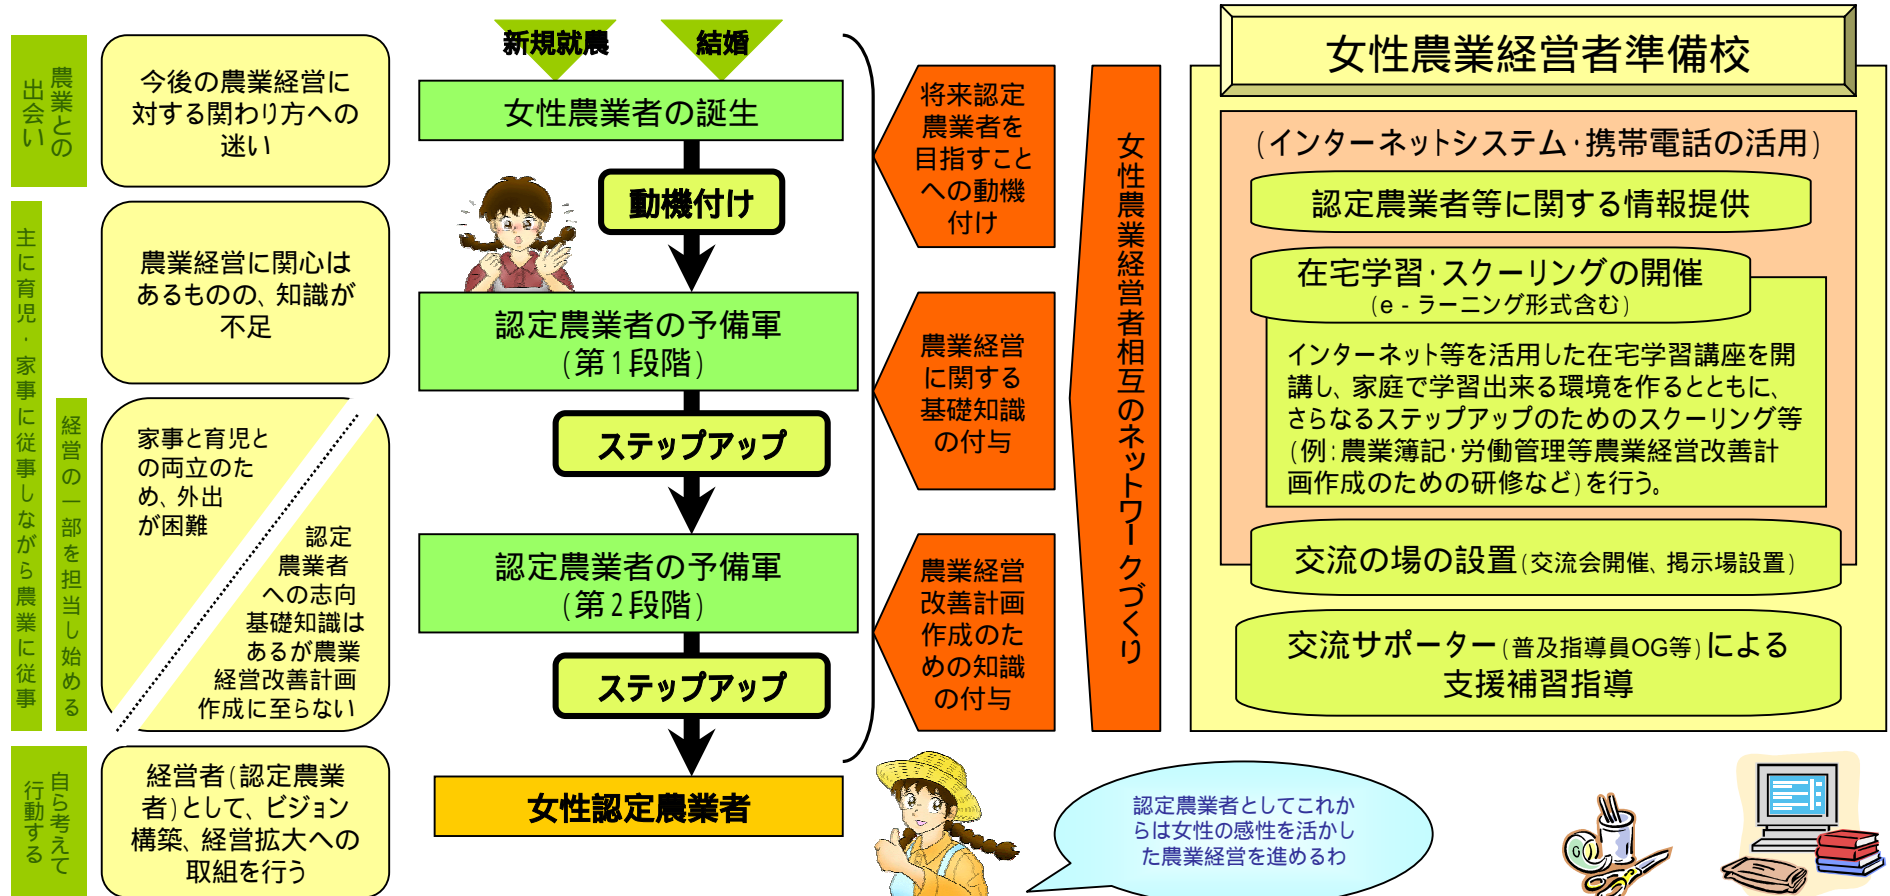 農業との
出会い
今後の農業経営に
対する関わり方への
迷い
主に育児・家事に従事しながら農業に従事
農業経営に関心は
あるものの、知識が
不足
経営の一部を担当し始める
家事と育児と
の両立のた
め、外出
が困難
認定
農業者
への志向
基礎知識は
あるが農業
経営改善計画
作成に至らない
自ら考えて
行動する
経営者(認定農業
者)として、ビジョン
構築、経営拡大への
取組を行う
新規就農
結婚
女性農業者の誕生
動機付け
認定農業者の予備軍
(第1段階)
ステップアップ
認定農業者の予備軍
(第2段階)
ステップアップ
女性認定農業者
将来認定
農業者を
目指すこと
への動機
付け
農業経営
に関する
基礎知識
の付与
農業経営
改善計画
作成のた
めの知識
の付与
女性農業経営者相互のネットワークづくり
女性農業経営者準備校
(インターネットシステム・携帯電話の活用)
認定農業者等に関する情報提供
在宅学習・スクーリングの開催
(e-ラーニング形式含む)
インターネット等を活用した在宅学習講座を開
講し、家庭で学習出来る環境を作るとともに、
さらなるステップアップのためのスクーリング等
(例:農業簿記・労働管理等農業経営改善計
画作成のための研修など)を行う。
交流の場の設置(交流会開催、掲示場設置)
交流サポーター(普及指導員OG等)による
支援補習指導
認定農業者としてこれか
らは女性の感性を活かし
た農業経営を進めるわ